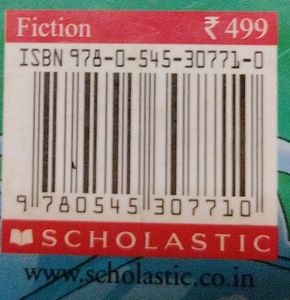 Fiction ₹ 499
ISBN 978-0-545-30771-0
9 780545 307710
SCHOLASTIC
www.scholastic.co.in